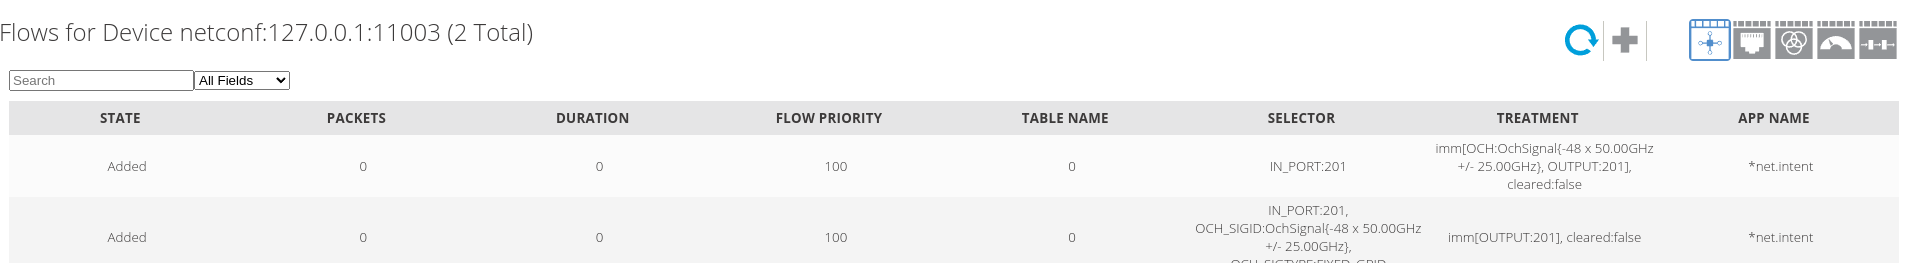 Flows for Device netconf:127.0.0.1:11003 (2 Total)
Search All Fields
STATE PACKETS DURATION FLOW PRIORITY TABLE NAME SELECTOR TREATMENT APP NAME
Added 0 0 100 0 IN_PORT:201 imm[OCH:OchSignal{-48 x 50.00GHz
+/- 25.00GHz}, OUTPUT:201],
cleared:false *net.intent
Added 0 0 100 0 IN_PORT:201,
OCH_SIGID:OchSignal{-48 x 50.00GHz
+/- 25.00GHz},
OCH_SIGTYPE:FIXED_GRID
imm[OUTPUT:201], cleared:false *net.intent